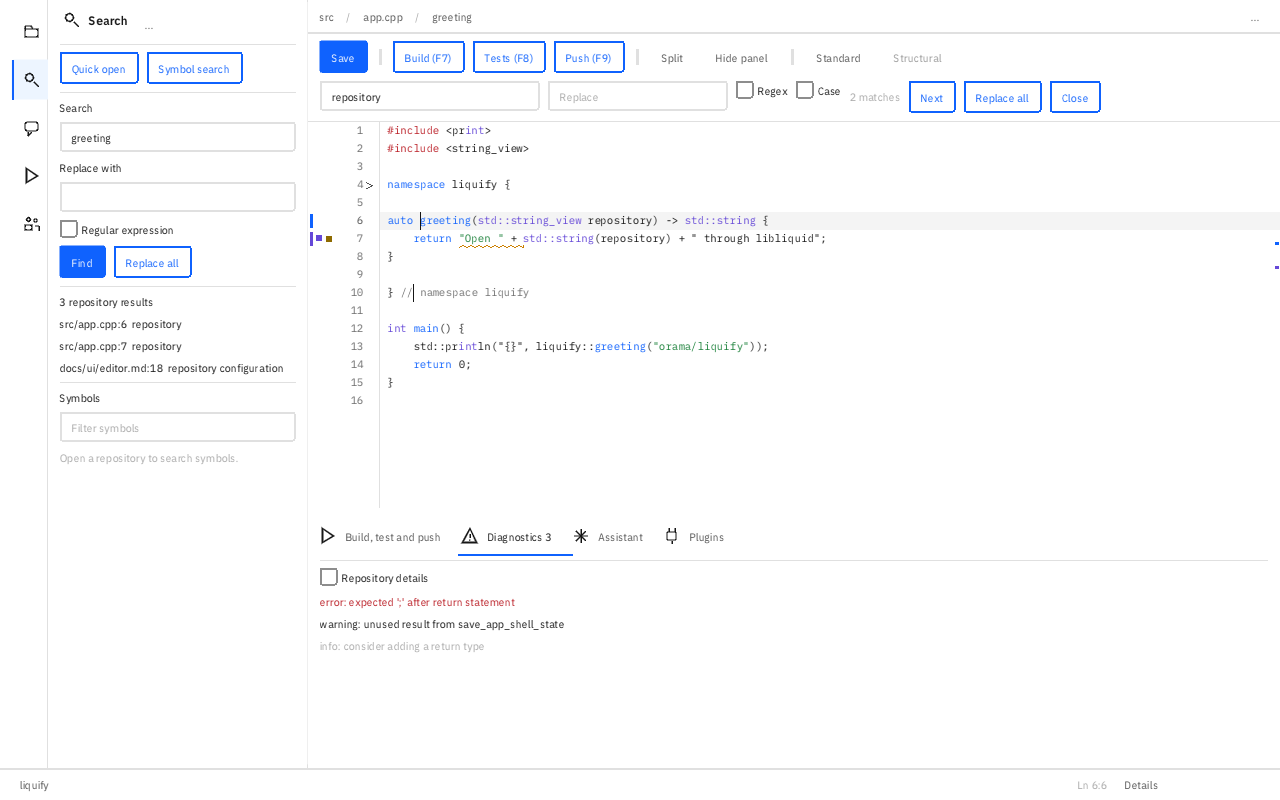 Search
...
Quick open
Symbol search
Search
greeting
Replace with
Regular expression
Find
Replace all
3 repository results
src/app.cpp:6 repository
src/app.cpp:7 repository
docs/ui/editor.md:18 repository configuration
Symbols
Filter symbols
Open a repository to search symbols.
src / app.cpp / greeting
...
Save
Build (F7)
Tests (F8)
Push (F9)
Split
Hide panel
Standard
Structural
repository
Replace
Regex
Case
2 matches
Next
Replace all
Close
1 #include <print>
2 #include <string_view>
3
4 > namespace liquify {
5
6 auto greeting(std::string_view repository) -> std::string {
7 return "Open " + std::string(repository) + " through libliquid";
8 }
9
10 } // namespace liquify
11
12 int main() {
13 std::println("{}", liquify::greeting("orama/liquify"));
14 return 0;
15 }
16
Build, test and push
Diagnostics 3
Assistant
Plugins
Repository details
error: expected ';' after return statement
warning: unused result from save_app_shell_state
info: consider adding a return type
liquify
Ln 6:6
Details